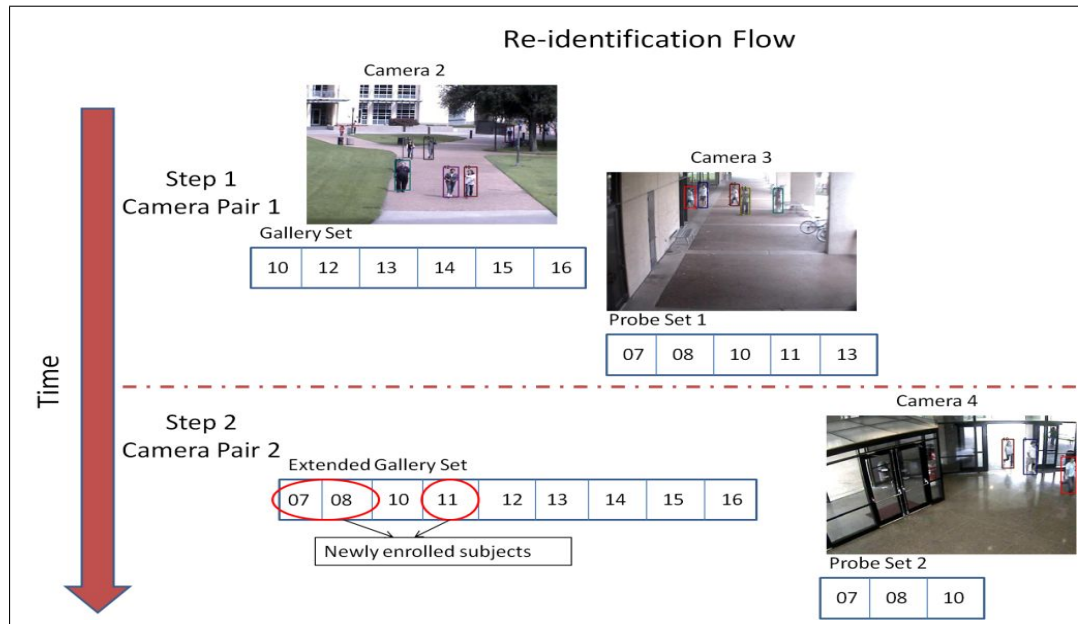 Re-identification Flow
Camera 2
Step 1
Camera Pair 1
Camera 3
Gallery Set
10 12 13 14 15 16
Probe Set 1
07 08 10 11 13
Time
Step 2
Camera Pair 2
Camera 4
Extended Gallery Set
07 08 10 11 12 13 14 15 16
Newly enrolled subjects
Probe Set 2
07 08 10